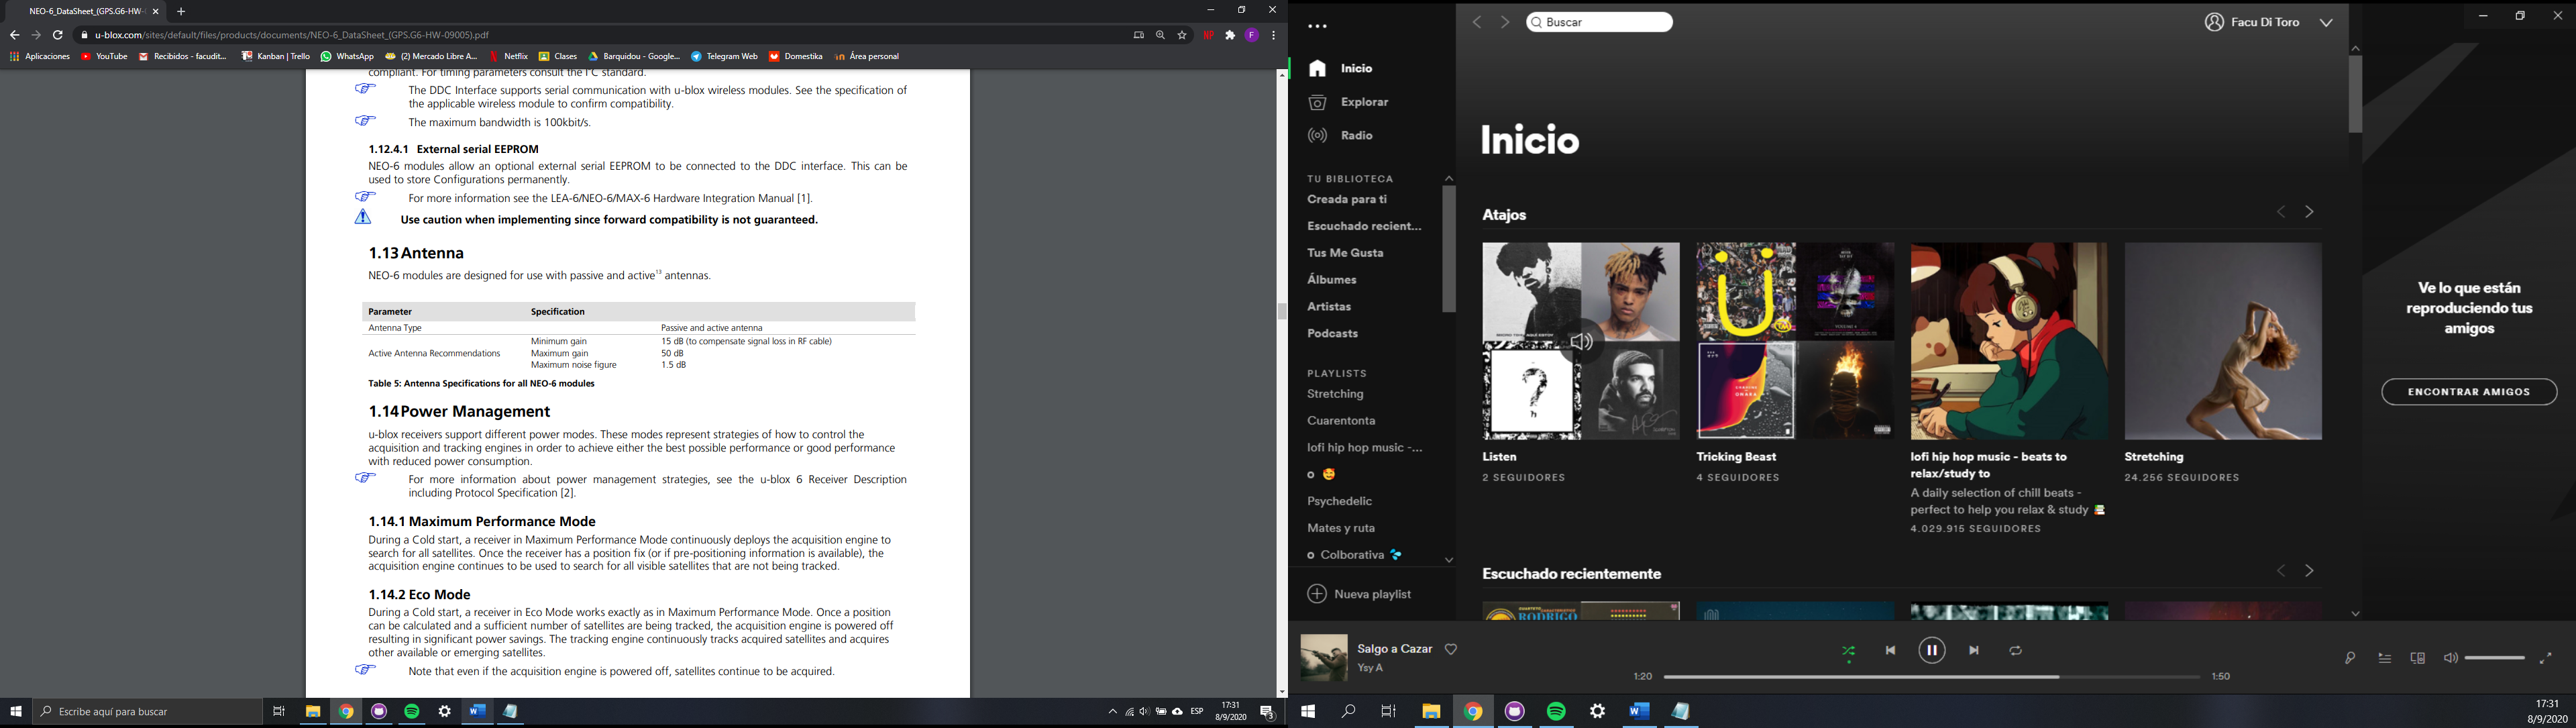 NEO-6_DataSheet_(GPS.G6-HW-
u-blox.com/sites/default/files/products/documents/NEO-6_DataSheet_(GPS.G6-HW-09005).pdf
Aplicaciones YouTube Recibidos - facudit... Kanban | Trello WhatsApp (2) Mercado Libre A... Netflix Clases Barquidou - Google... Telegram Web Domestika Área personal
compliant. For timing parameters consult the I²C standard.
The DDC Interface supports serial communication with u-blox wireless modules. See the specification of
the applicable wireless module to confirm compatibility.
The maximum bandwidth is 100kbit/s.
1.12.4.1 External serial EEPROM
NEO-6 modules allow an optional external serial EEPROM to be connected to the DDC interface. This can be
used to store Configurations permanently.
For more information see the LEA-6/NEO-6/MAX-6 Hardware Integration Manual [1].
Use caution when implementing since forward compatibility is not guaranteed.
1.13 Antenna
NEO-6 modules are designed for use with passive and active13 antennas.
Parameter Specification
Antenna Type Passive and active antenna
Minimum gain 15 dB (to compensate signal loss in RF cable)
Active Antenna Recommendations Maximum gain 50 dB
Maximum noise figure 1.5 dB
Table 5: Antenna Specifications for all NEO-6 modules
1.14 Power Management
u-blox receivers support different power modes. These modes represent strategies of how to control the
acquisition and tracking engines in order to achieve either the best possible performance or good performance
with reduced power consumption.
For more information about power management strategies, see the u-blox 6 Receiver Description
including Protocol Specification [2].
1.14.1 Maximum Performance Mode
During a Cold start, a receiver in Maximum Performance Mode continuously deploys the acquisition engine to
search for all satellites. Once the receiver has a position fix (or if pre-positioning information is available), the
acquisition engine continues to be used to search for all visible satellites that are not being tracked.
1.14.2 Eco Mode
During a Cold start, a receiver in Eco Mode works exactly as in Maximum Performance Mode. Once a position
can be calculated and a sufficient number of satellites are being tracked, the acquisition engine is powered off
resulting in significant power savings. The tracking engine continuously tracks acquired satellites and acquires
other available or emerging satellites.
Note that even if the acquisition engine is powered off, satellites continue to be acquired.
Escribe aquí para buscar
ESP
17:31
8/9/2020
3
Buscar
Facu Di Toro
Inicio
Explorar
Radio
TU BIBLIOTECA
Creada para ti
Escuchado recient...
Tus Me Gusta
Álbumes
Artistas
Podcasts
PLAYLISTS
Stretching
Cuarentonta
lofi hip hop music -...
Psychedelic
Mates y ruta
Colborativa
Nueva playlist
Inicio
Atajos
Listen
2 SEGUIDORES
Tricking Beast
4 SEGUIDORES
lofi hip hop music - beats to
relax/study to
A daily selection of chill beats -
perfect to help you relax & study
4.029.915 SEGUIDORES
Stretching
24.256 SEGUIDORES
Escuchado recientemente
RODRIGO
Ve lo que están
reproduciendo tus
amigos
ENCONTRAR AMIGOS
Salgo a Cazar
Ysy A
1:20
1:50
17:31
8/9/2020